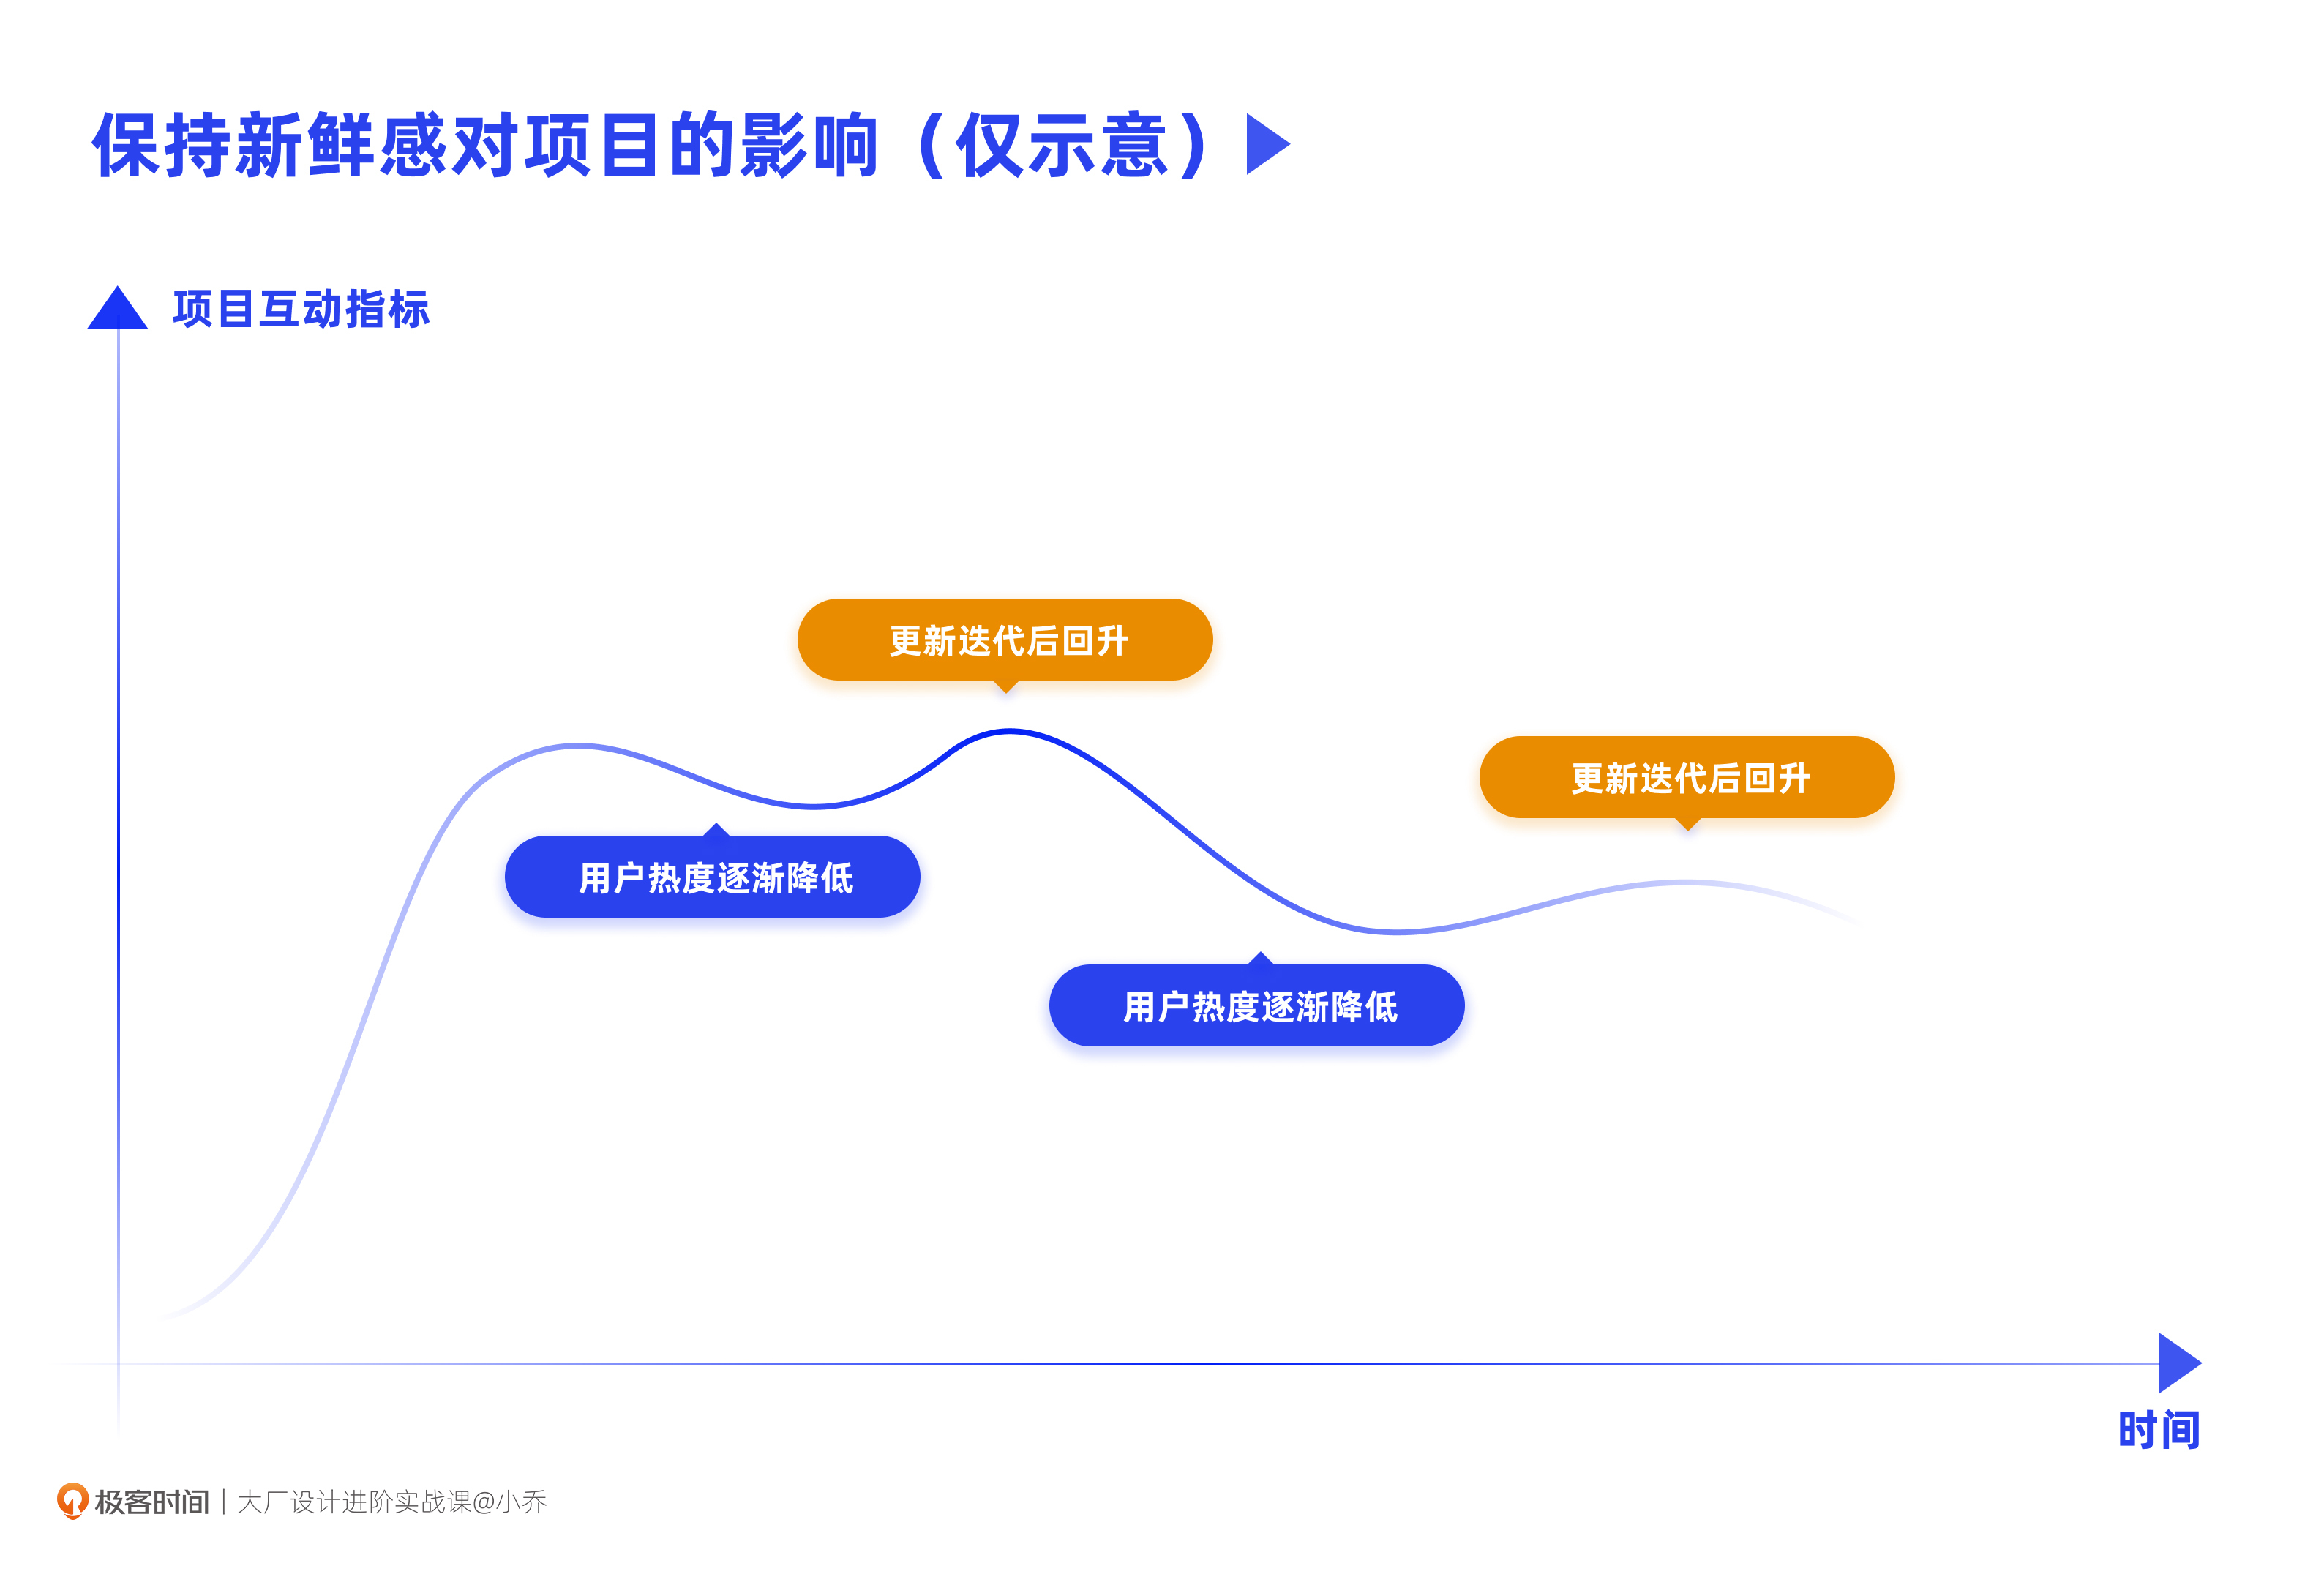 保持新鲜感对项目的影响（仅示意）
项目互动指标
更新迭代后回升
更新迭代后回升
用户热度逐渐降低
用户热度逐渐降低
时间
极客时间｜大厂设计进阶实战课@小乔